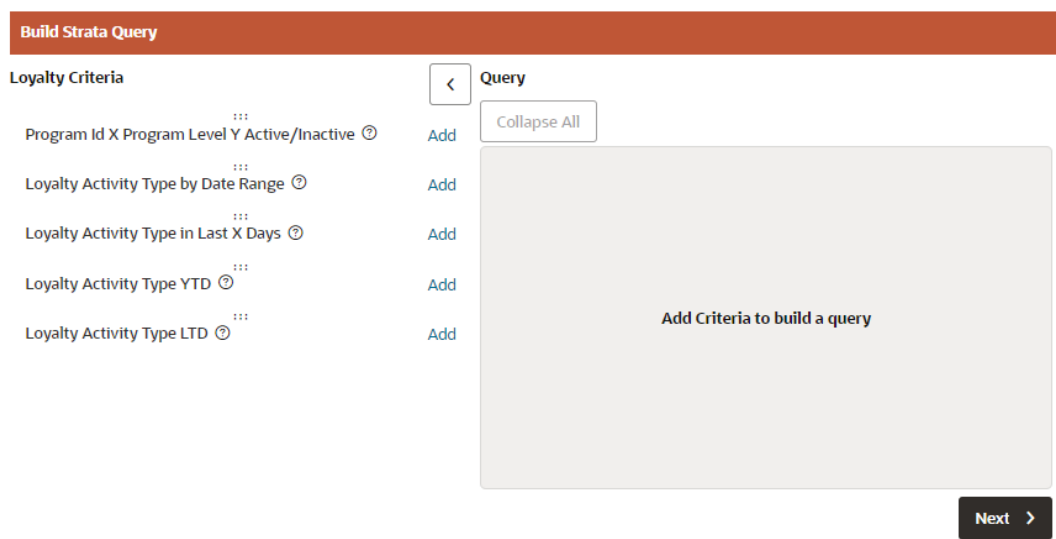 Build Strata Query
Loyalty Criteria
Query
Collapse All
Program Id X Program Level Y Active/Inactive
Add
Loyalty Activity Type by Date Range
Add
Loyalty Activity Type in Last X Days
Add
Loyalty Activity Type YTD
Add
Loyalty Activity Type LTD
Add
Add Criteria to build a query
Next